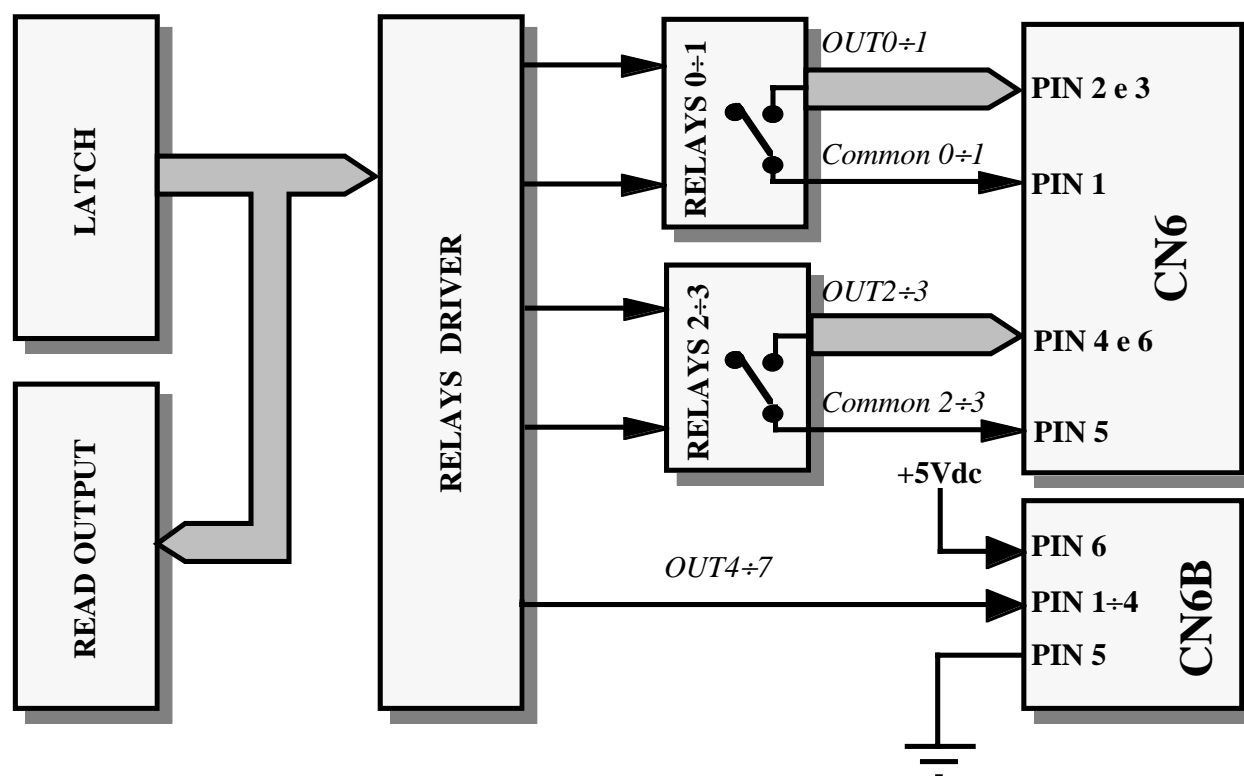 LATCH
READ OUTPUT
RELAYS DRIVER
RELAYS 0÷1
OUT0÷1
Common 0÷1
RELAYS 2÷3
OUT2÷3
Common 2÷3
PIN 2 e 3
PIN 1
CN6
PIN 4 e 6
PIN 5
+5Vdc
OUT4÷7
PIN 6
PIN 1÷4
PIN 5
CN6B